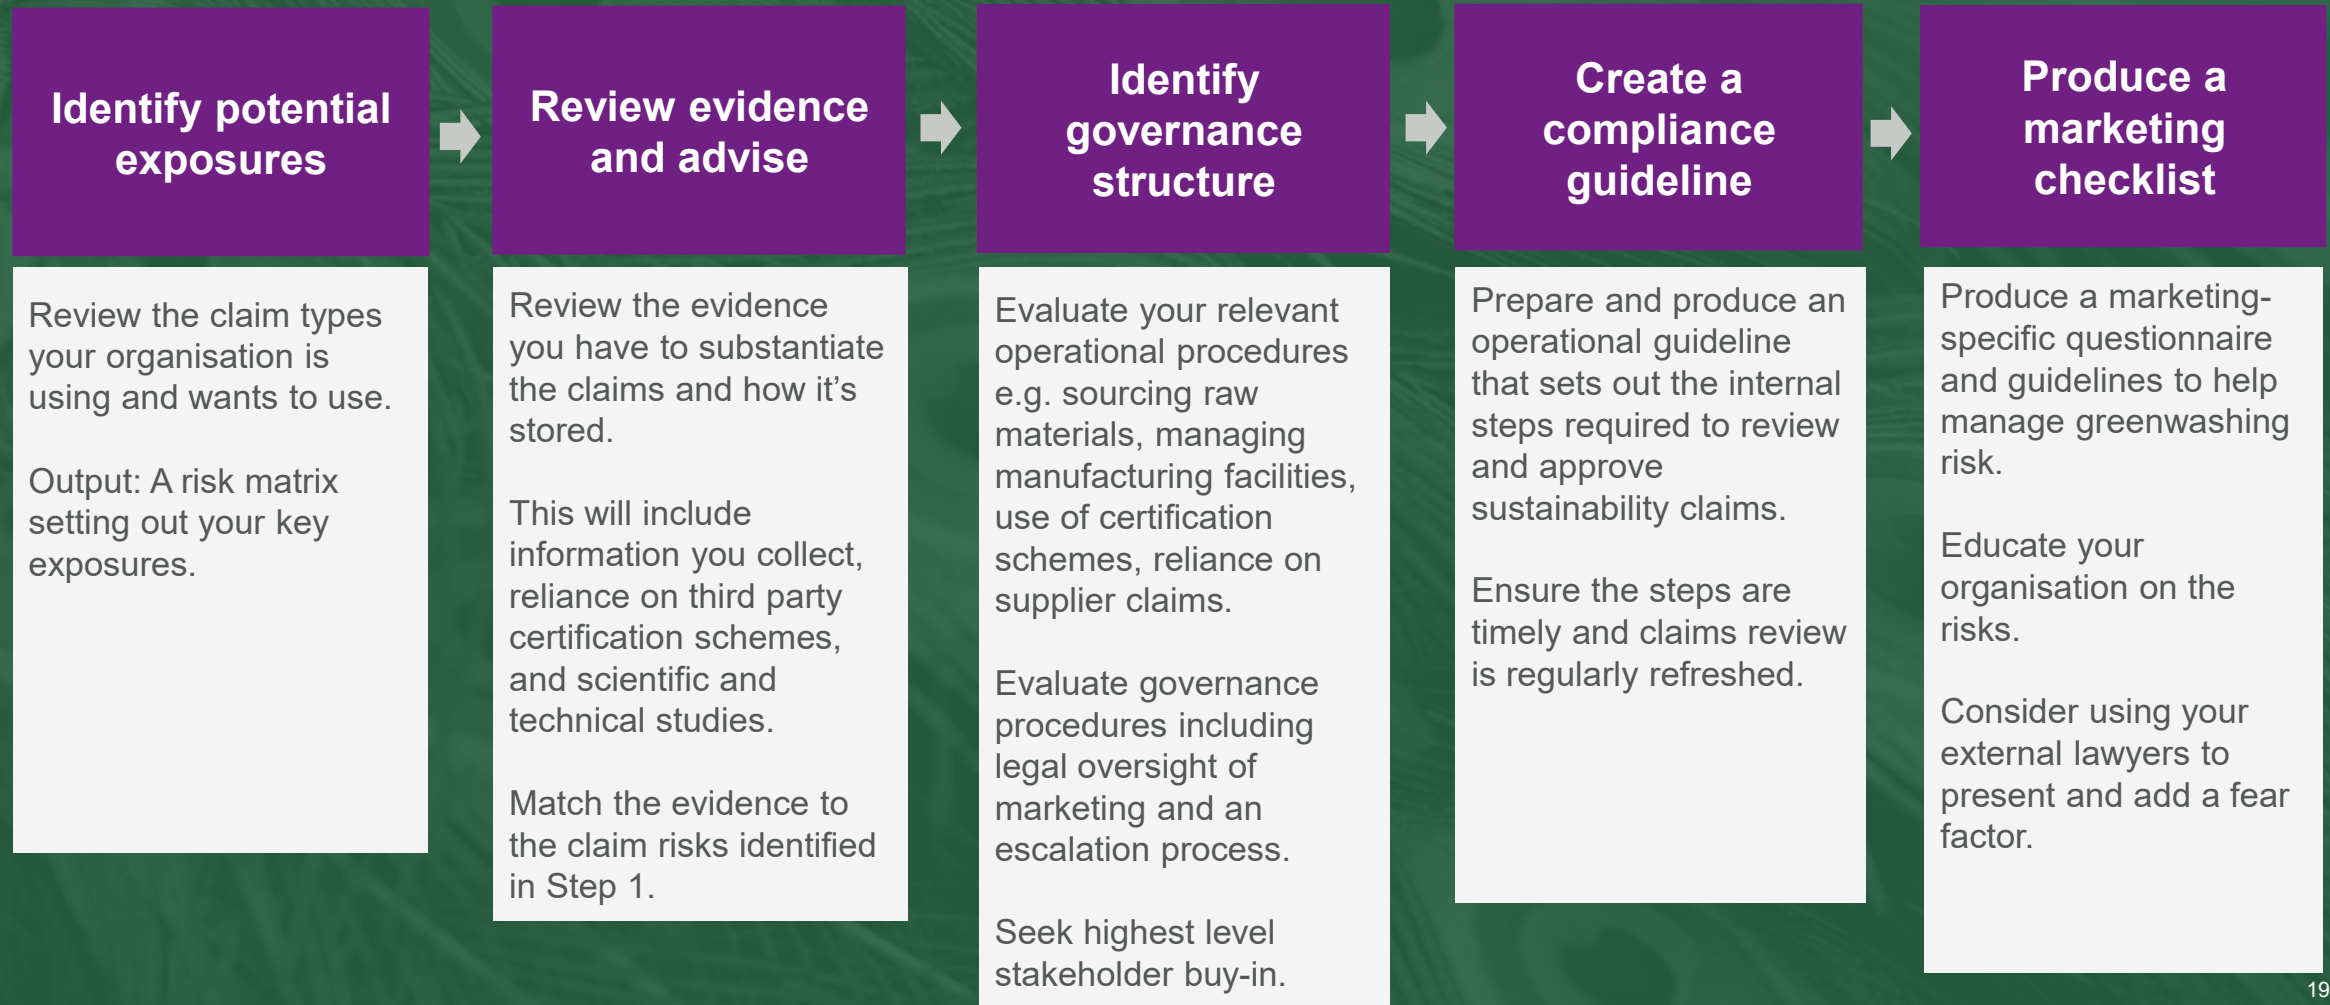 Identify potential
exposures
Review the claim types
your organisation is
using and wants to use.
Output: A risk matrix
setting out your key
exposures.
Review evidence
and advise
Review the evidence
you have to substantiate
the claims and how it’s
stored.
This will include
information you collect,
reliance on third party
certification schemes,
and scientific and
technical studies.
Match the evidence to
the claim risks identified
in Step 1.
Identify
governance
structure
Evaluate your relevant
operational procedures
e.g. sourcing raw
materials, managing
manufacturing facilities,
use of certification
schemes, reliance on
supplier claims.
Evaluate governance
procedures including
legal oversight of
marketing and an
escalation process.
Seek highest level
stakeholder buy-in.
Create a
compliance
guideline
Prepare and produce an
operational guideline
that sets out the internal
steps required to review
and approve
sustainability claims.
Ensure the steps are
timely and claims review
is regularly refreshed.
Produce a
marketing
checklist
Produce a marketing-
specific questionnaire
and guidelines to help
manage greenwashing
risk.
Educate your
organisation on the
risks.
Consider using your
external lawyers to
present and add a fear
factor.
19